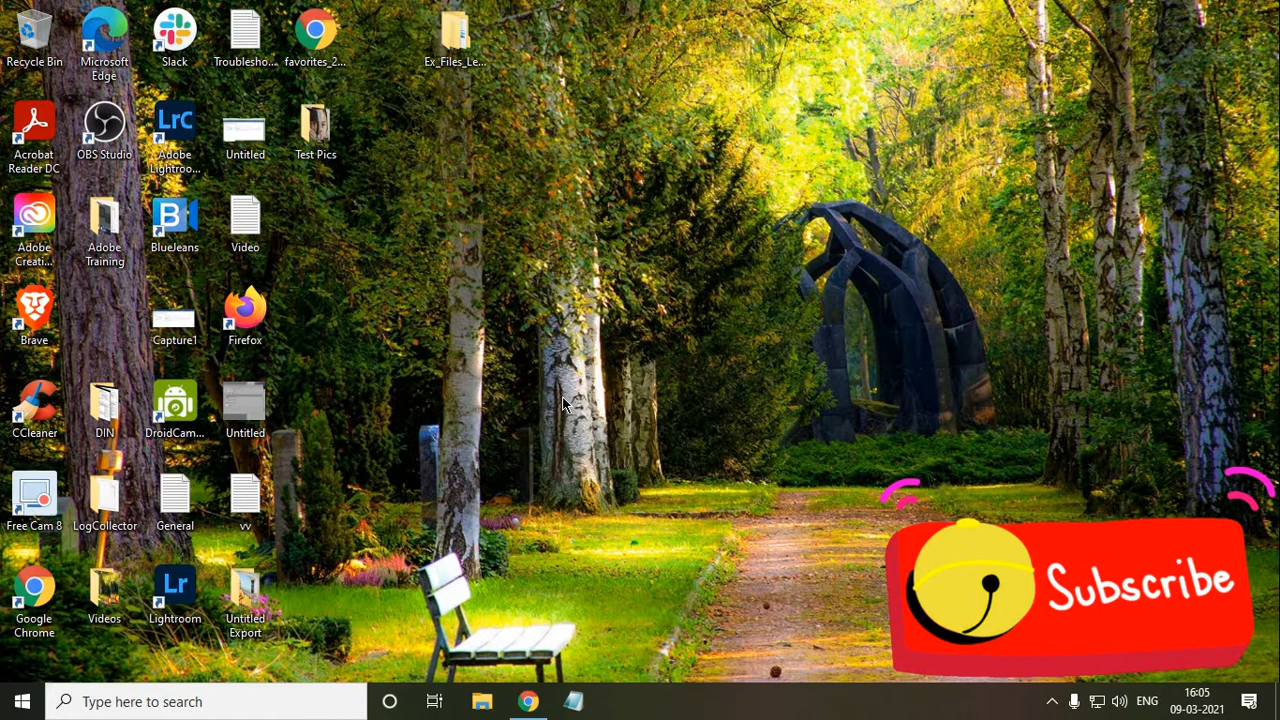 Recycle Bin
Microsoft
Edge
Slack
Troublesho...
favorites_2...
Ex_Files_Le...
Acrobat
Reader DC
OBS Studio
LrC
Adobe
Lightroo...
Untitled
Test Pics
Adobe
Creati...
Adobe
Training
BlueJeans
Video
Brave
Capture1
Firefox
CCleaner
DIN
DroidCam...
Untitled
Free Cam 8
LogCollector
General
vv
Google
Chrome
Videos
Lr
Lightroom
Untitled
Export
Subscribe
Type here to search
ENG
16:05
09-03-2021